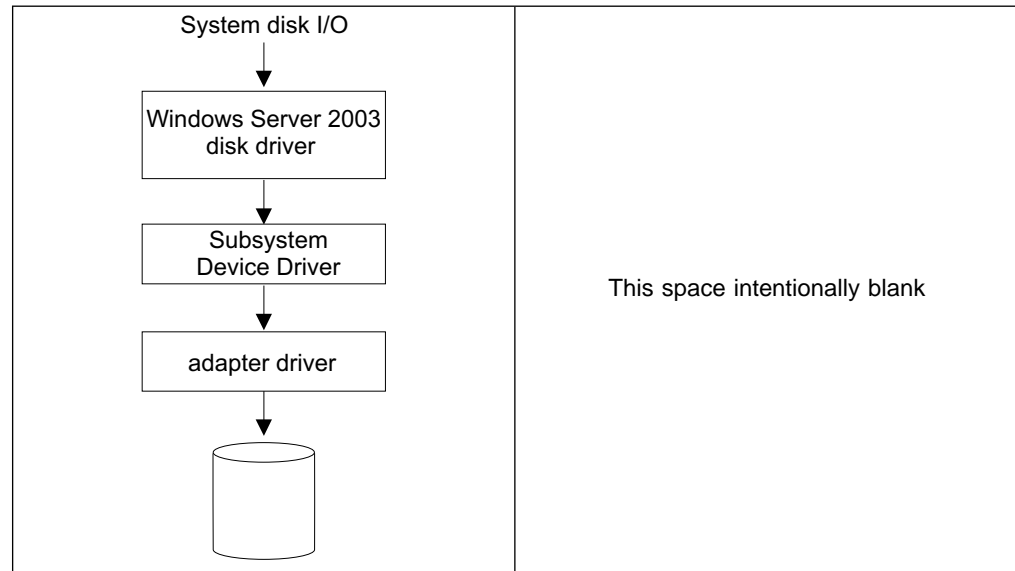 System disk I/O
Windows Server 2003
disk driver
Subsystem
Device Driver
adapter driver
This space intentionally blank